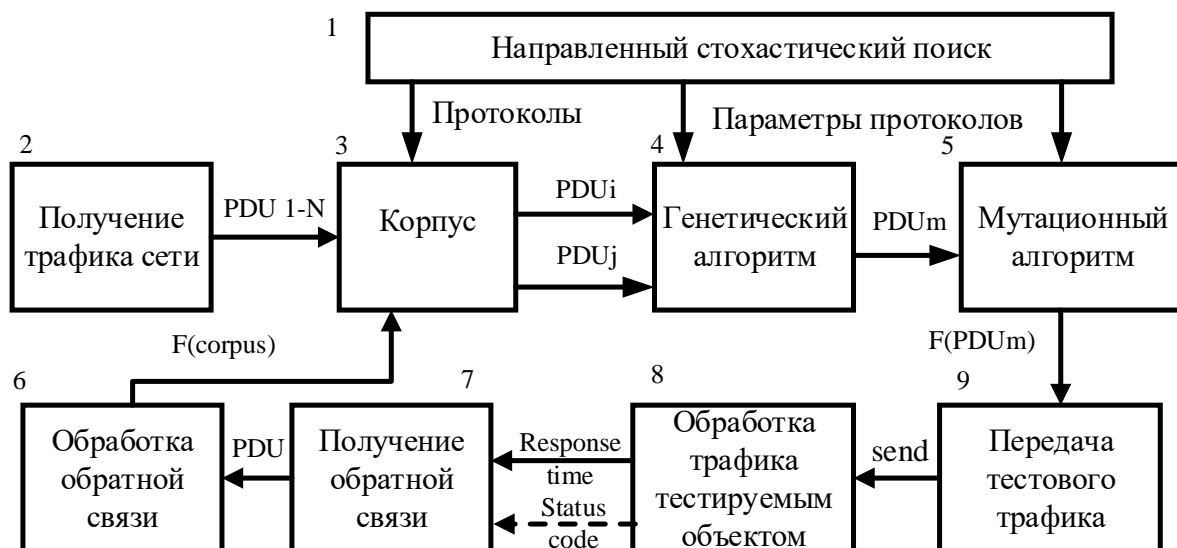 1
Направленный стохастический поиск
Протоколы
Параметры протоколов
2
3
4
5
Получение
трафика сети
PDU 1-N
Корпус
PDUi
PDUj
Генетический
алгоритм
PDUm
Мутационный
алгоритм
F(corpus)
F(PDUm)
6
7
8
9
Обработка
обратной
связи
PDU
Получение
обратной
связи
Response
time
Status
code
Обработка
трафика
тестируемым
объектом
send
Передача
тестового
трафика